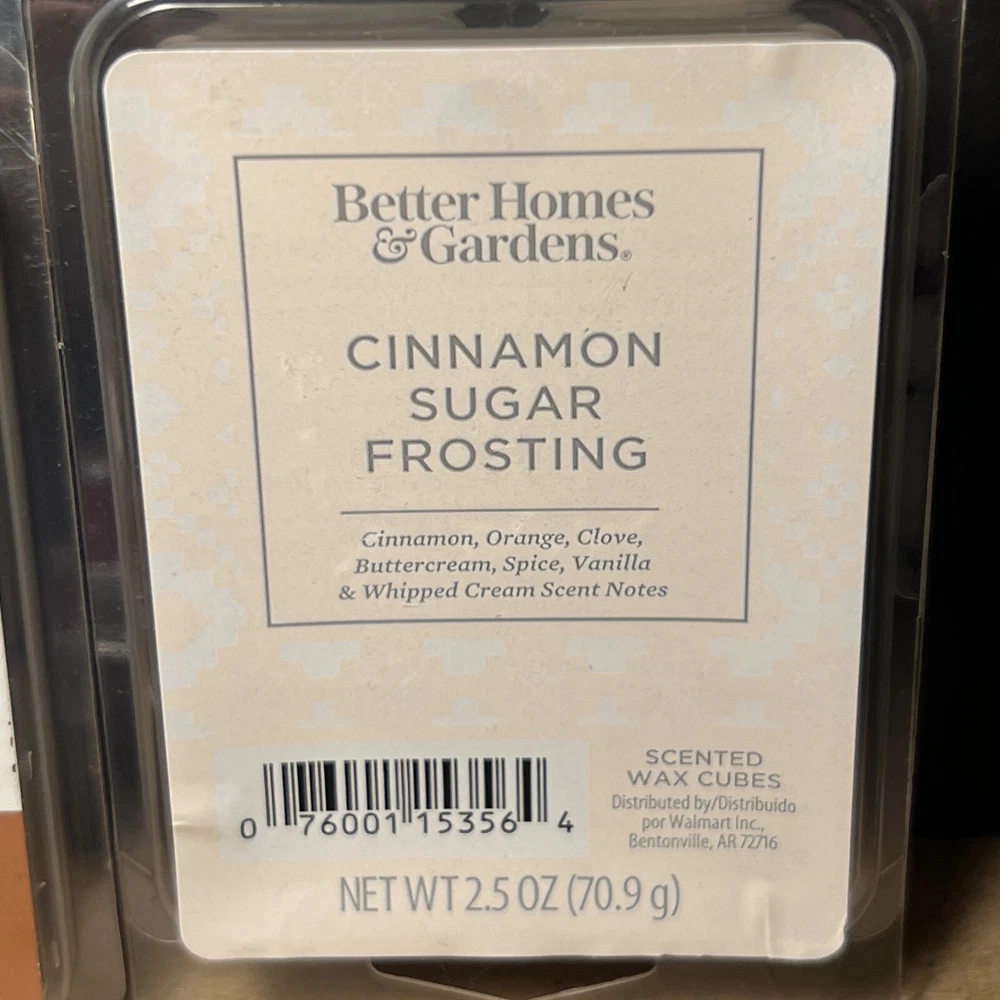 Better Homes
& Gardens®
CINNAMON
SUGAR
FROSTING
Cinnamon, Orange, Clove,
Buttercream, Spice, Vanilla
& Whipped Cream Scent Notes
0 76001 15356 4
SCENTED
WAX CUBES
Distributed by/Distribuido
por Walmart Inc.,
Bentonville, AR 72716
NET WT 2.5 OZ (70.9 g)